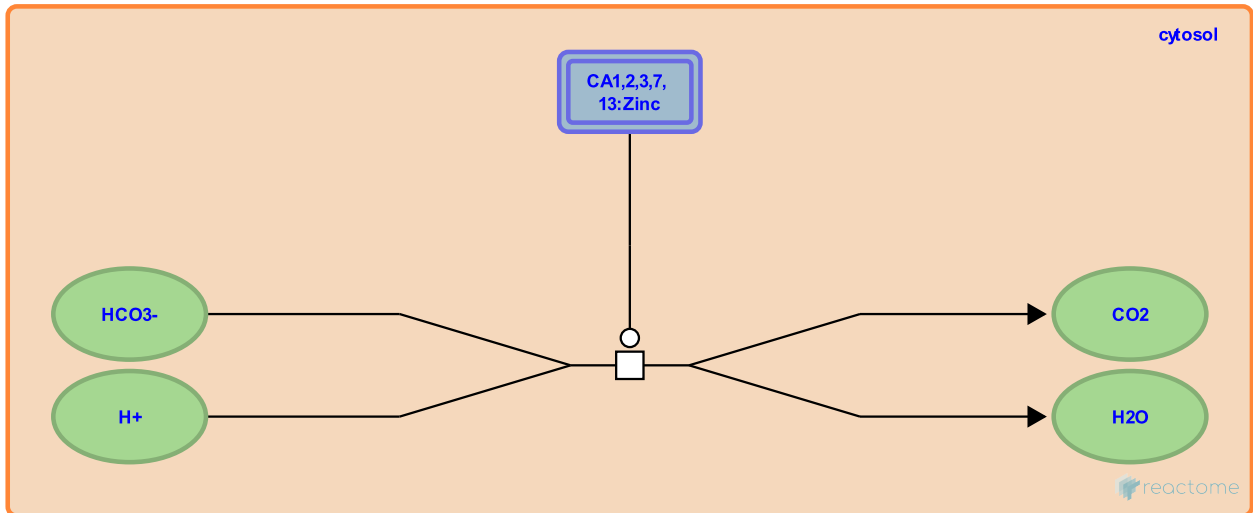 cytosol
CA1,2,3,7,
13:Zinc
HCO3-
CO2
H+
H2O
reactome